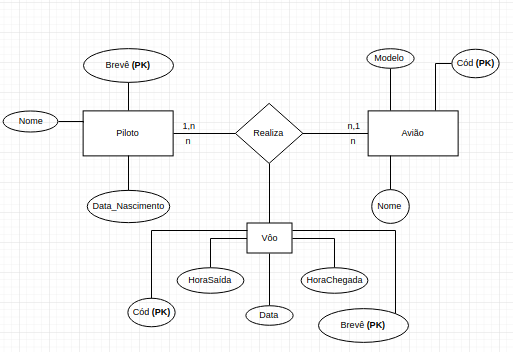 Modelo
Brevê (PK)
Cód (PK)
Nome
Piloto
1,n
n
Realiza
n,1
n
Avião
Data_Nascimento
Nome
Vôo
HoraSaída
HoraChegada
Cód (PK)
Data
Brevê (PK)